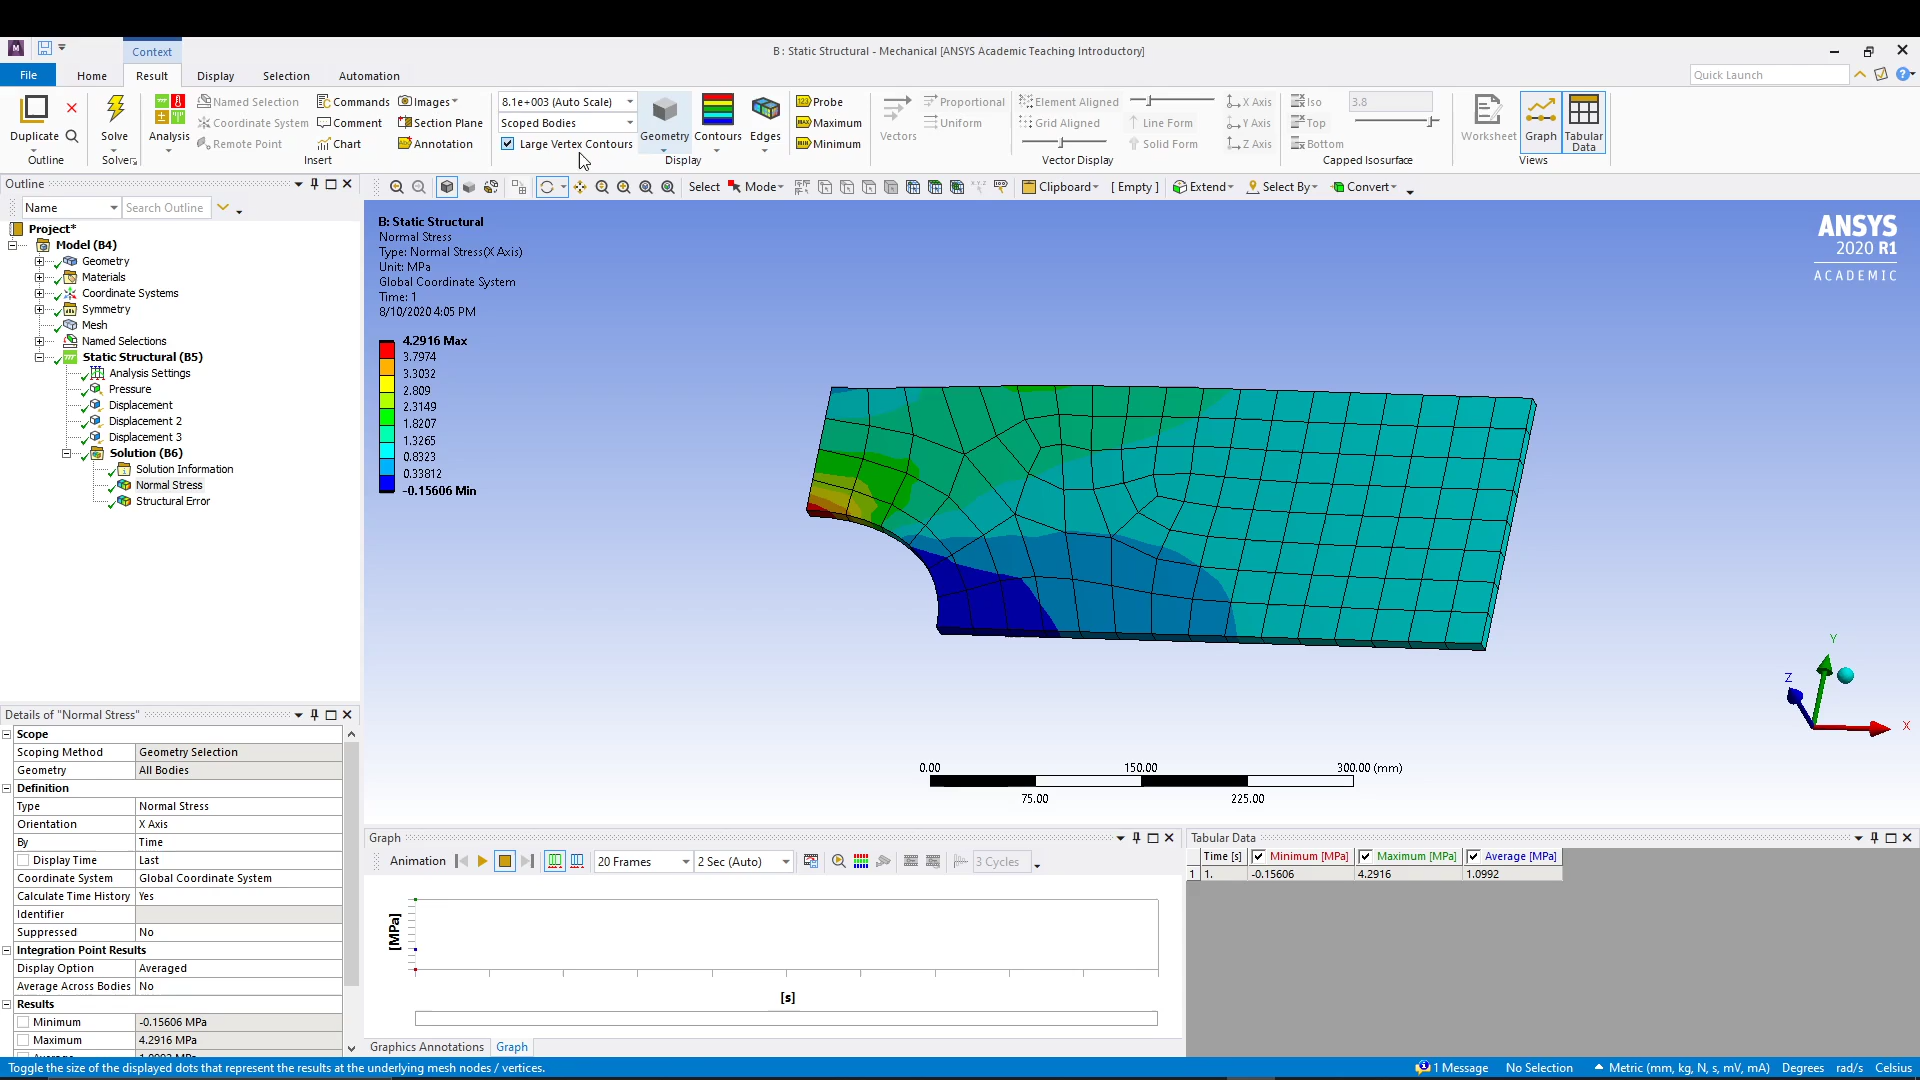 Context
B : Static Structural - Mechanical [ANSYS Academic Teaching Introductory]
File Home Result Display Selection Automation
Quick Launch
Duplicate
Outline
Solve
Solver
Analysis
Named Selection
Coordinate System
Remote Point
Commands
Comment
Chart
Images
Section Plane
Annotation
Insert
8.1e+003 (Auto Scale)
Scoped Bodies
Large Vertex Contours
Geometry
Contours
Edges
Display
Probe
Maximum
Minimum
Vectors
Proportional
Uniform
Element Aligned
Grid Aligned
Line Form
Solid Form
X Axis
Y Axis
Z Axis
Vector Display
Iso
Top
Bottom
3.8
Capped Isosurface
Worksheet
Graph
Tabular Data
Views
Outline
Name
Search Outline
Select Mode Clipboard [ Empty ] Extend Select By Convert
Project*
Model (B4)
Geometry
Materials
Coordinate Systems
Symmetry
Mesh
Named Selections
Static Structural (B5)
Analysis Settings
Pressure
Displacement
Displacement 2
Displacement 3
Solution (B6)
Solution Information
Normal Stress
Structural Error
B: Static Structural
Normal Stress
Type: Normal Stress(X Axis)
Unit: MPa
Global Coordinate System
Time: 1
8/10/2020 4:05 PM
4.2916 Max
3.7974
3.3032
2.809
2.3149
1.8207
1.3265
0.8323
0.33812
-0.15606 Min
ANSYS
2020 R1
ACADEMIC
Y
Z
X
0.00 150.00 300.00 (mm)
75.00 225.00
Details of "Normal Stress"
Scope
Scoping Method Geometry Selection
Geometry All Bodies
Definition
Type Normal Stress
Orientation X Axis
By Time
Display Time Last
Coordinate System Global Coordinate System
Calculate Time History Yes
Identifier
Suppressed No
Integration Point Results
Display Option Averaged
Average Across Bodies No
Results
Minimum -0.15606 MPa
Maximum 4.2916 MPa
Graph
Animation 20 Frames 2 Sec (Auto) 3 Cycles
[MPa]
[s]
Graphics Annotations Graph
Tabular Data
Time [s] Minimum [MPa] Maximum [MPa] Average [MPa]
1 1. -0.15606 4.2916 1.0992
Toggle the size of the displayed dots that represent the results at the underlying mesh nodes / vertices.
1 Message No Selection Metric (mm, kg, N, s, mV, mA) Degrees rad/s Celsius